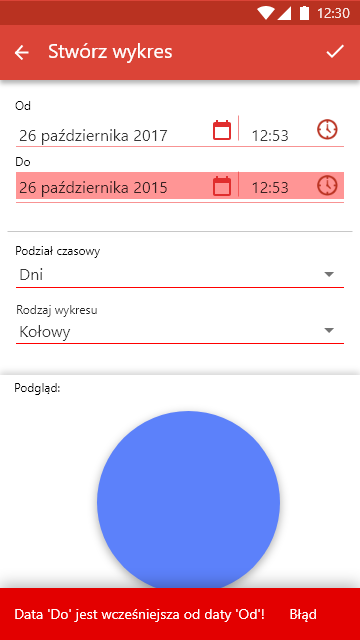 12:30
Stwórz wykres
Od
26 października 2017 12:53
Do
26 października 2015 12:53
Podział czasowy
Dni
Rodzaj wykresu
Kołowy
Podgląd:
Data 'Do' jest wcześniejsza od daty 'Od'! Błąd